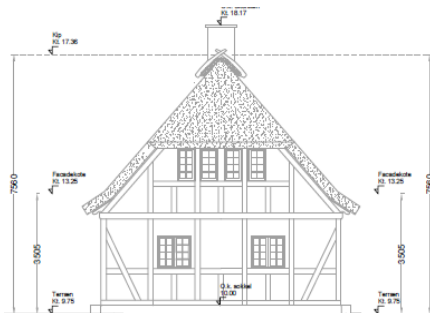 Kt. 18.17
Kip
Kt. 17.36
7560
7560
Facadekote
Kt. 13.25
Facadekote
Kt. 13.25
3505
3505
Terræn
Kt. 9.75
O.k. sokkel
10.00
Terræn
Kt. 9.75